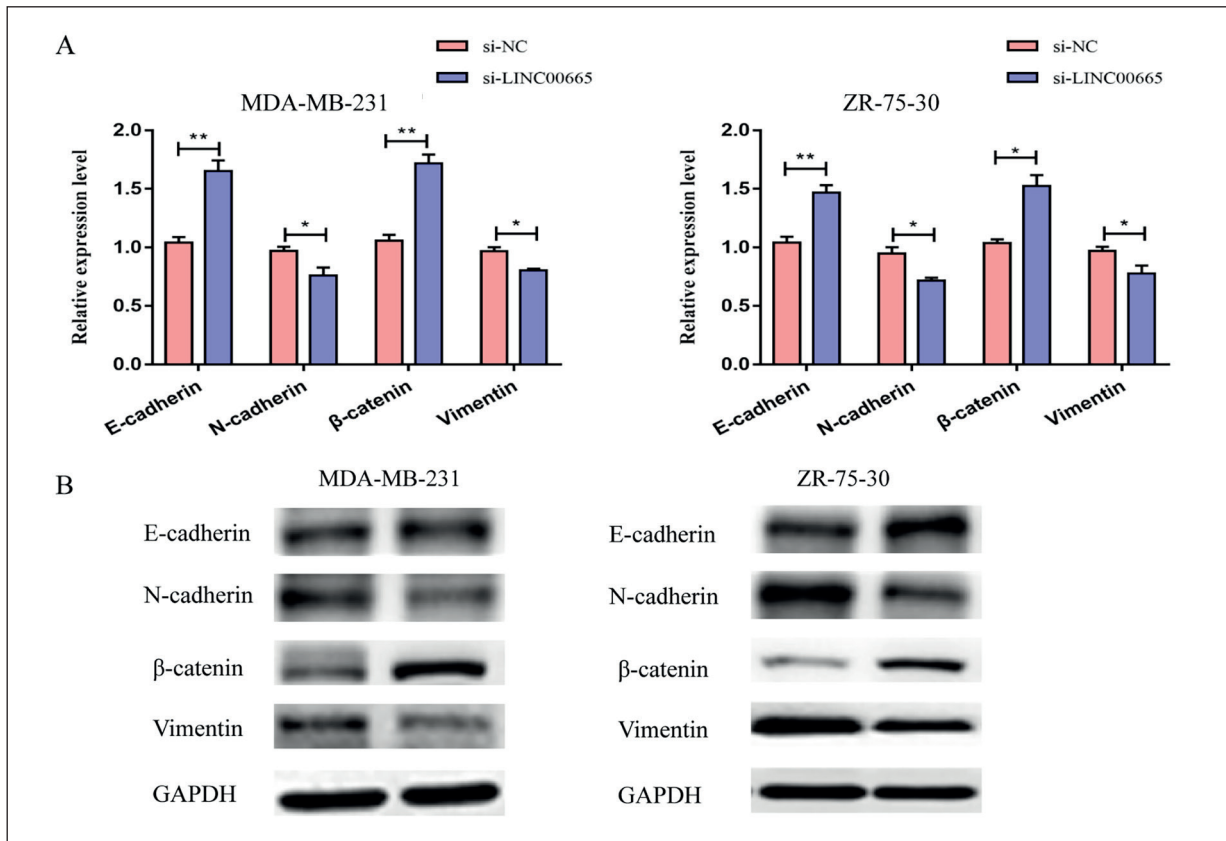 A
si-NC
si-LINC00665
MDA-MB-231
**
*
**
*
Relative expression level
2.0
1.5
1.0
0.5
0.0
E-cadherin
N-cadherin
β-catenin
Vimentin
si-NC
si-LINC00665
ZR-75-30
**
*
*
*
Relative expression level
2.0
1.5
1.0
0.5
0.0
E-cadherin
N-cadherin
β-catenin
Vimentin
B
MDA-MB-231
E-cadherin
N-cadherin
β-catenin
Vimentin
GAPDH
ZR-75-30
E-cadherin
N-cadherin
β-catenin
Vimentin
GAPDH